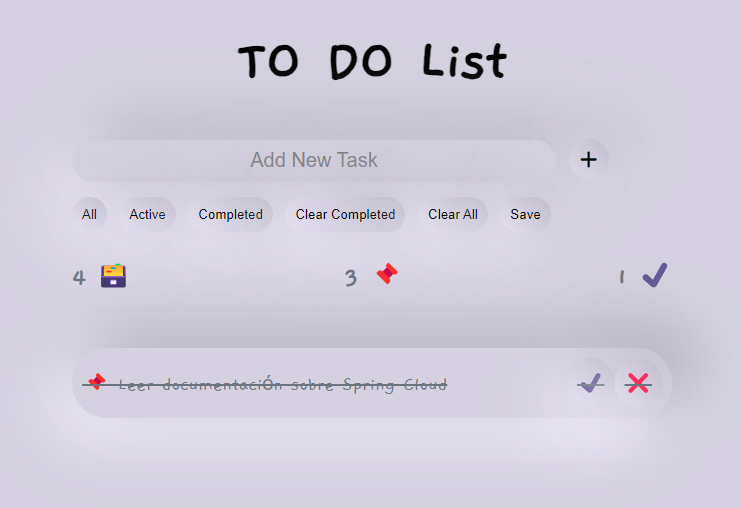 TO DO List
Add New Task
All Active Completed Clear Completed Clear All Save
4 3 1
Leer documentación sobre Spring Cloud